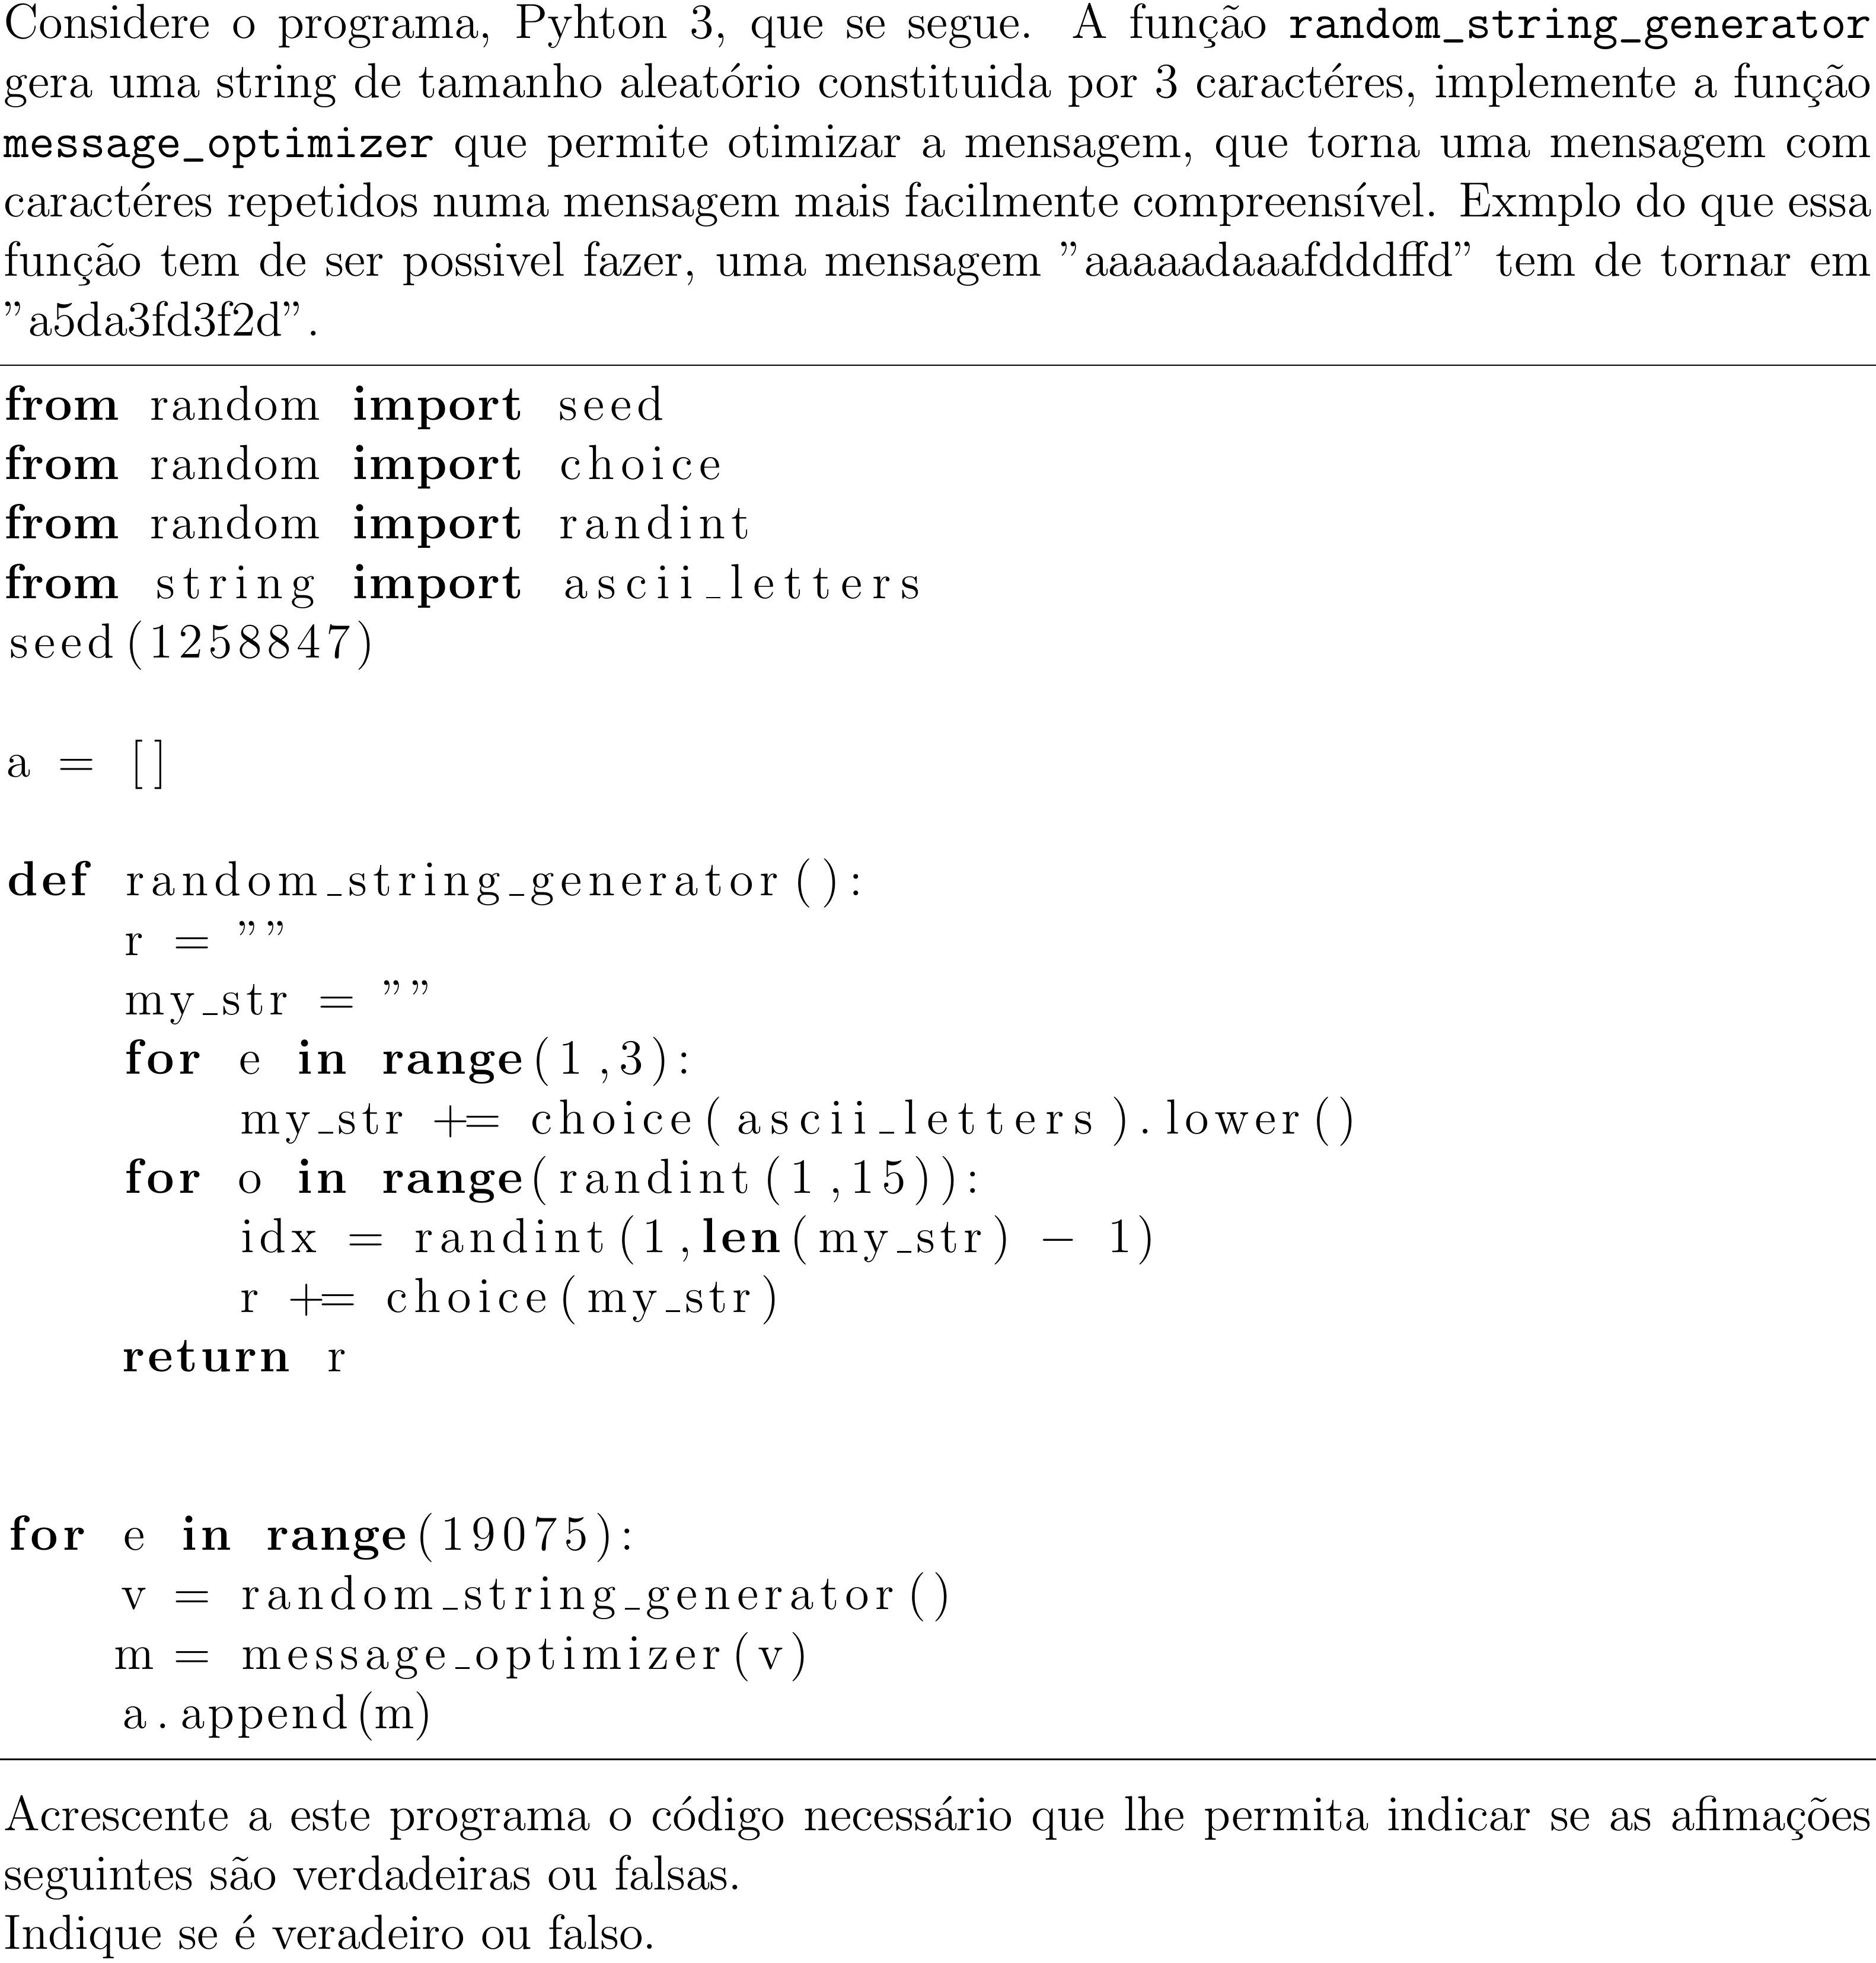 Considere o programa, Pyhton 3, que se segue. A função random_string_generator
gera uma string de tamanho aleatório constituida por 3 caractéres, implemente a função
message_optimizer que permite otimizar a mensagem, que torna uma mensagem com
caractéres repetidos numa mensagem mais facilmente compreensível. Exmplo do que essa
função tem de ser possivel fazer, uma mensagem ”aaaaadaaafdddffd” tem de tornar em
”a5da3fd3f2d”.
from random import seed
from random import choice
from random import randint
from string import ascii_letters
seed(1258847)
a = []
def random_string_generator():
    r = ””
    my_str = ””
    for e in range(1,3):
        my_str += choice(ascii_letters).lower()
    for o in range(randint(1,15)):
        idx = randint(1,len(my_str) - 1)
        r += choice(my_str)
    return r
for e in range(19075):
    v = random_string_generator()
    m = message_optimizer(v)
    a.append(m)
Acrescente a este programa o código necessário que lhe permita indicar se as afimações
seguintes são verdadeiras ou falsas.
Indique se é veradeiro ou falso.